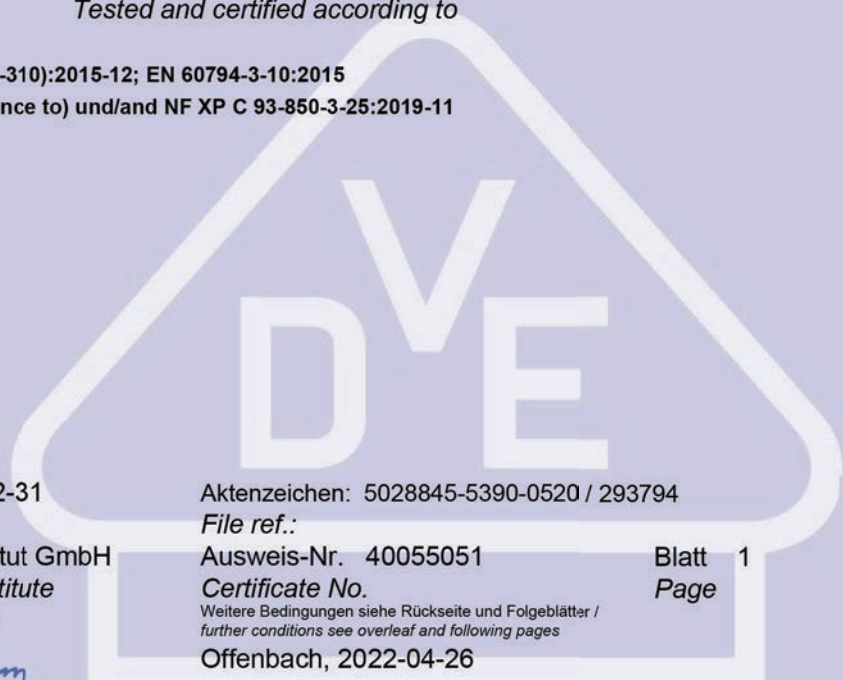 Tested and certified according to
-310):2015-12; EN 60794-3-10:2015
nce to) und/and NF XP C 93-850-3-25:2019-11
VDE
2-31
Aktenzeichen: 5028845-5390-0520 / 293794
File ref.:
tut GmbH
Ausweis-Nr. 40055051
Blatt 1
titute
Certificate No.
Page
Weitere Bedingungen siehe Rückseite und Folgeblätter /
further conditions see overleaf and following pages
Offenbach, 2022-04-26